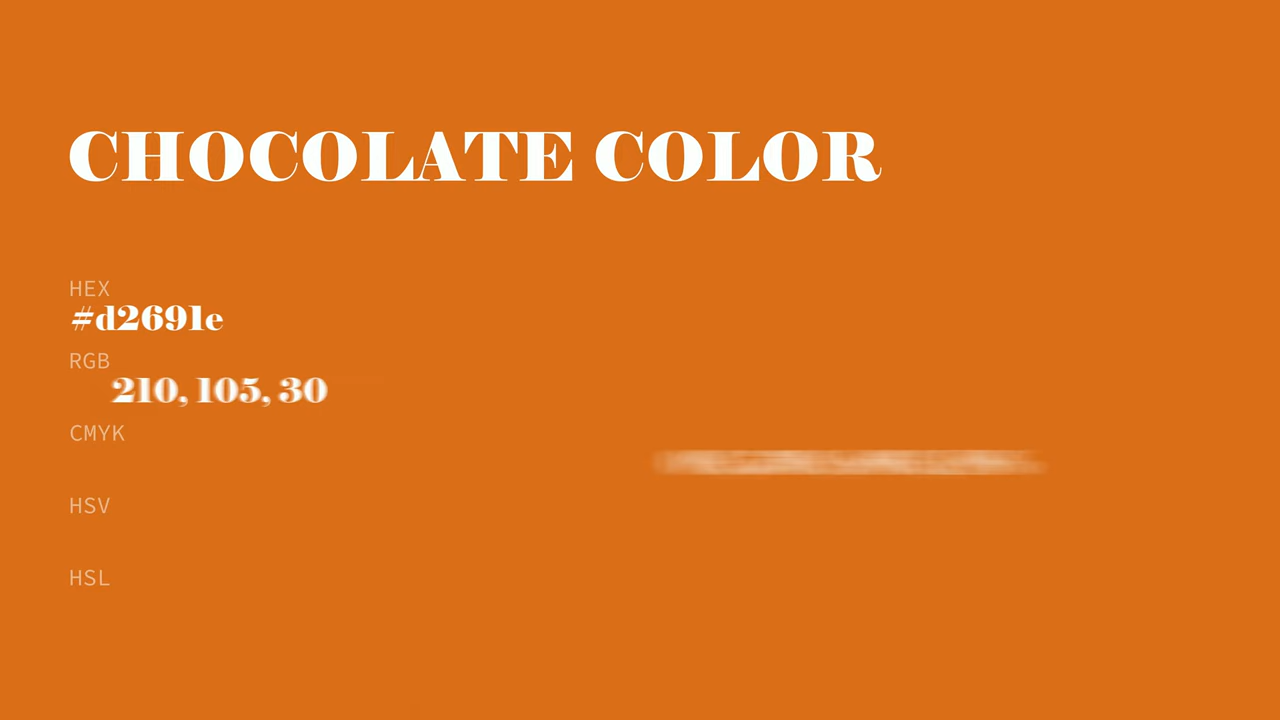 CHOCOLATE COLOR
HEX
#d2691e
RGB
210, 105, 30
CMYK
HSV
HSL